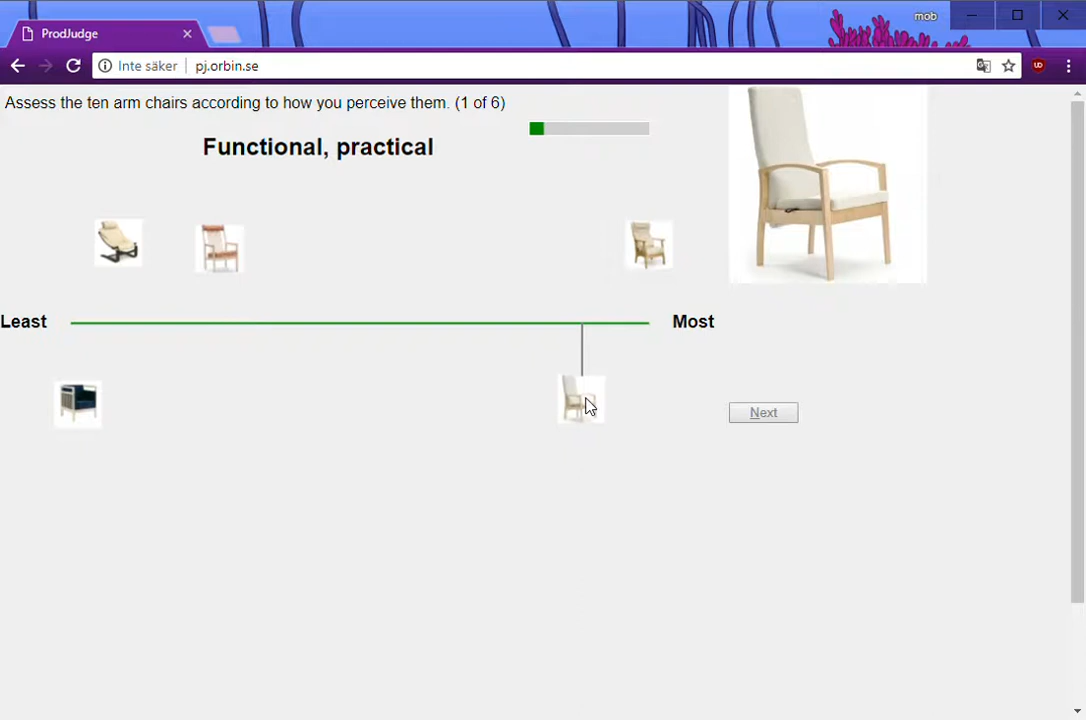 mob
ProdJudge
Inte säker pj.orbin.se
Assess the ten arm chairs according to how you perceive them. (1 of 6)
Functional, practical
Least Most
Next